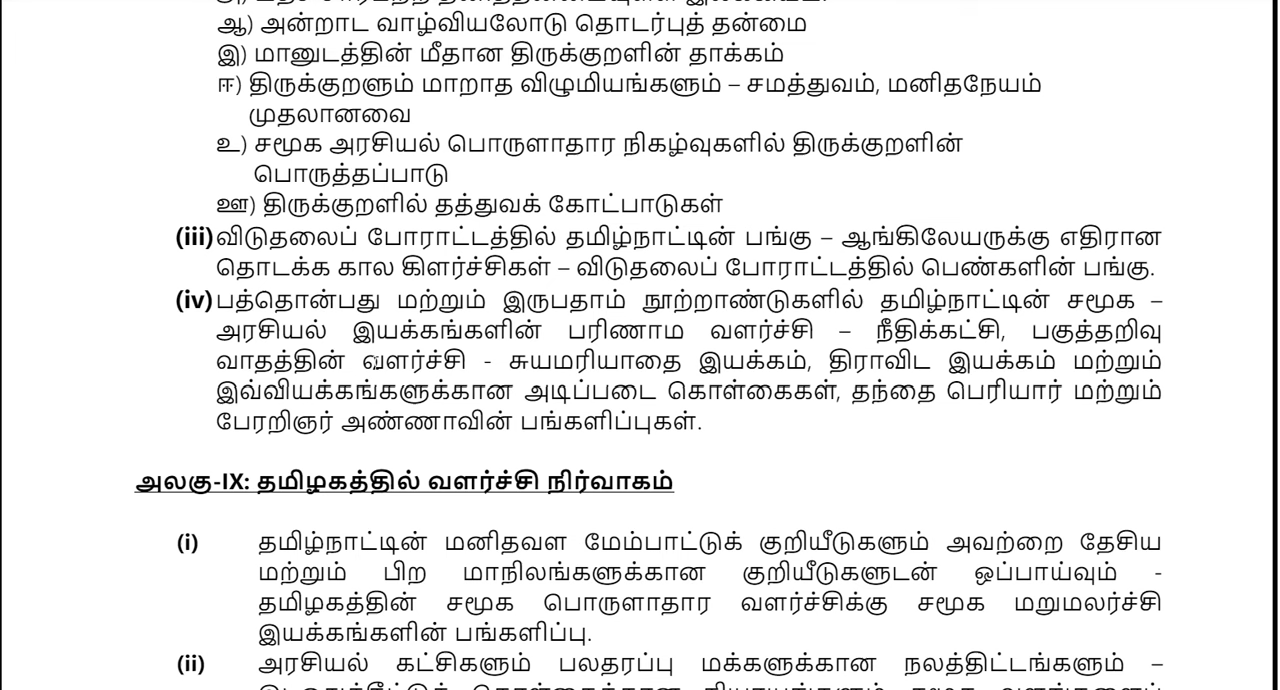 ஆ) அன்றாட வாழ்வியலோடு தொடர்புத் தன்மை
இ) மானுடத்தின் மீதான திருக்குறளின் தாக்கம்
ஈ) திருக்குறளும் மாறாத விழுமியங்களும் – சமத்துவம், மனிதநேயம்
முதலானவை
உ) சமூக அரசியல் பொருளாதார நிகழ்வுகளில் திருக்குறளின்
பொருத்தப்பாடு
ஊ) திருக்குறளில் தத்துவக் கோட்பாடுகள்
(iii) விடுதலைப் போராட்டத்தில் தமிழ்நாட்டின் பங்கு – ஆங்கிலேயருக்கு எதிரான
தொடக்க கால கிளர்ச்சிகள் – விடுதலைப் போராட்டத்தில் பெண்களின் பங்கு.
(iv) பத்தொன்பது மற்றும் இருபதாம் நூற்றாண்டுகளில் தமிழ்நாட்டின் சமூக –
அரசியல் இயக்கங்களின் பரிணாம வளர்ச்சி – நீதிக்கட்சி, பகுத்தறிவு
வாதத்தின் வளர்ச்சி - சுயமரியாதை இயக்கம், திராவிட இயக்கம் மற்றும்
இவ்வியக்கங்களுக்கான அடிப்படை கொள்கைகள், தந்தை பெரியார் மற்றும்
பேரறிஞர் அண்ணாவின் பங்களிப்புகள்.
அலகு-IX: தமிழகத்தில் வளர்ச்சி நிர்வாகம்
(i) தமிழ்நாட்டின் மனிதவள மேம்பாட்டுக் குறியீடுகளும் அவற்றை தேசிய
மற்றும் பிற மாநிலங்களுக்கான குறியீடுகளுடன் ஒப்பாய்வும் -
தமிழகத்தின் சமூக பொருளாதார வளர்ச்சிக்கு சமூக மறுமலர்ச்சி
இயக்கங்களின் பங்களிப்பு.
(ii) அரசியல் கட்சிகளும் பலதரப்பு மக்களுக்கான நலத்திட்டங்களும் –